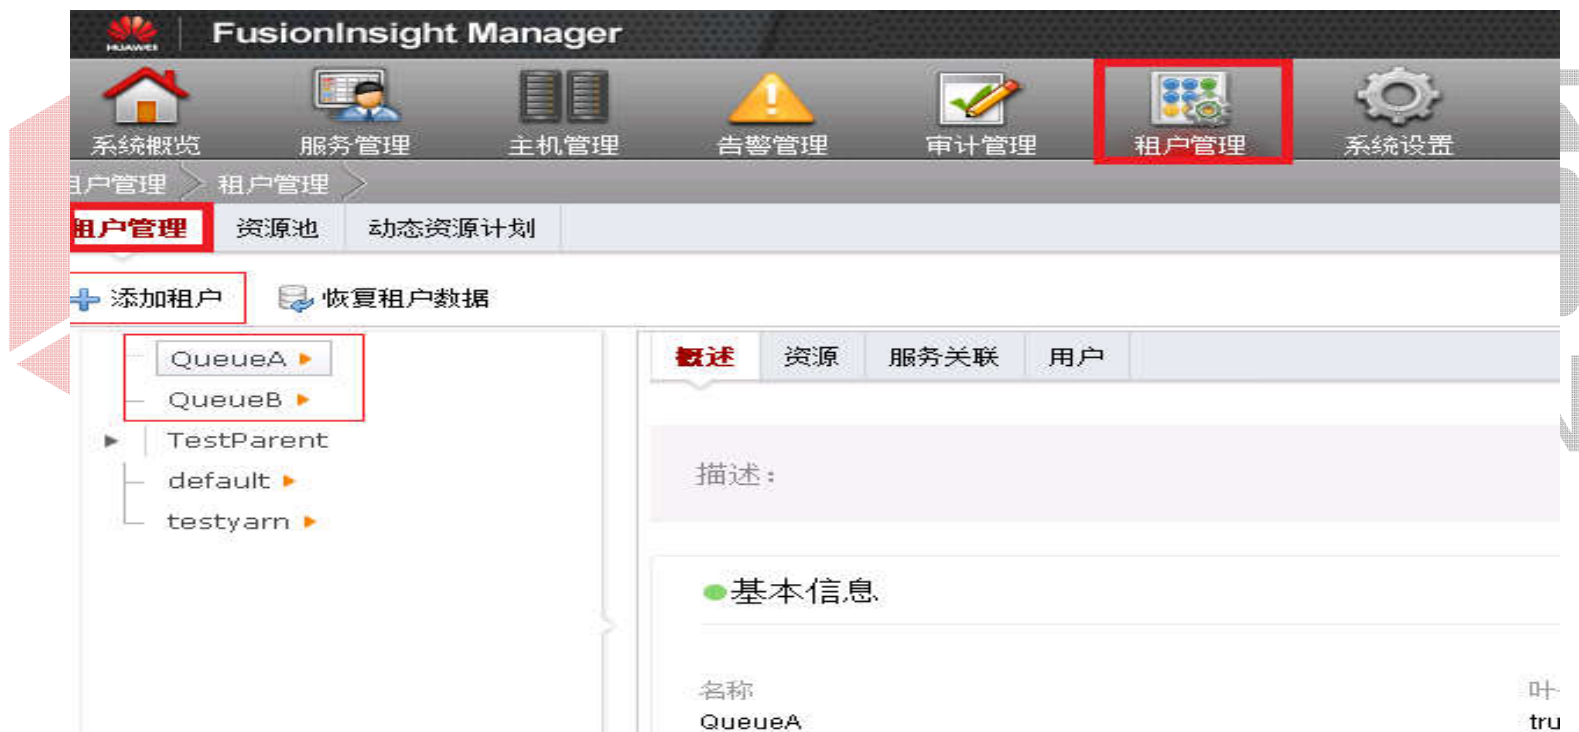 HUAWEI FusionInsight Manager
系统概览 服务管理 主机管理 告警管理 审计管理 租户管理 系统设置
租户管理 租户管理
租户管理 资源池 动态资源计划
添加租户 恢复租户数据
QueueA
QueueB
TestParent
default
testyarn
概述 资源 服务关联 用户
描述：
基本信息
名称 叶
QueueA tru